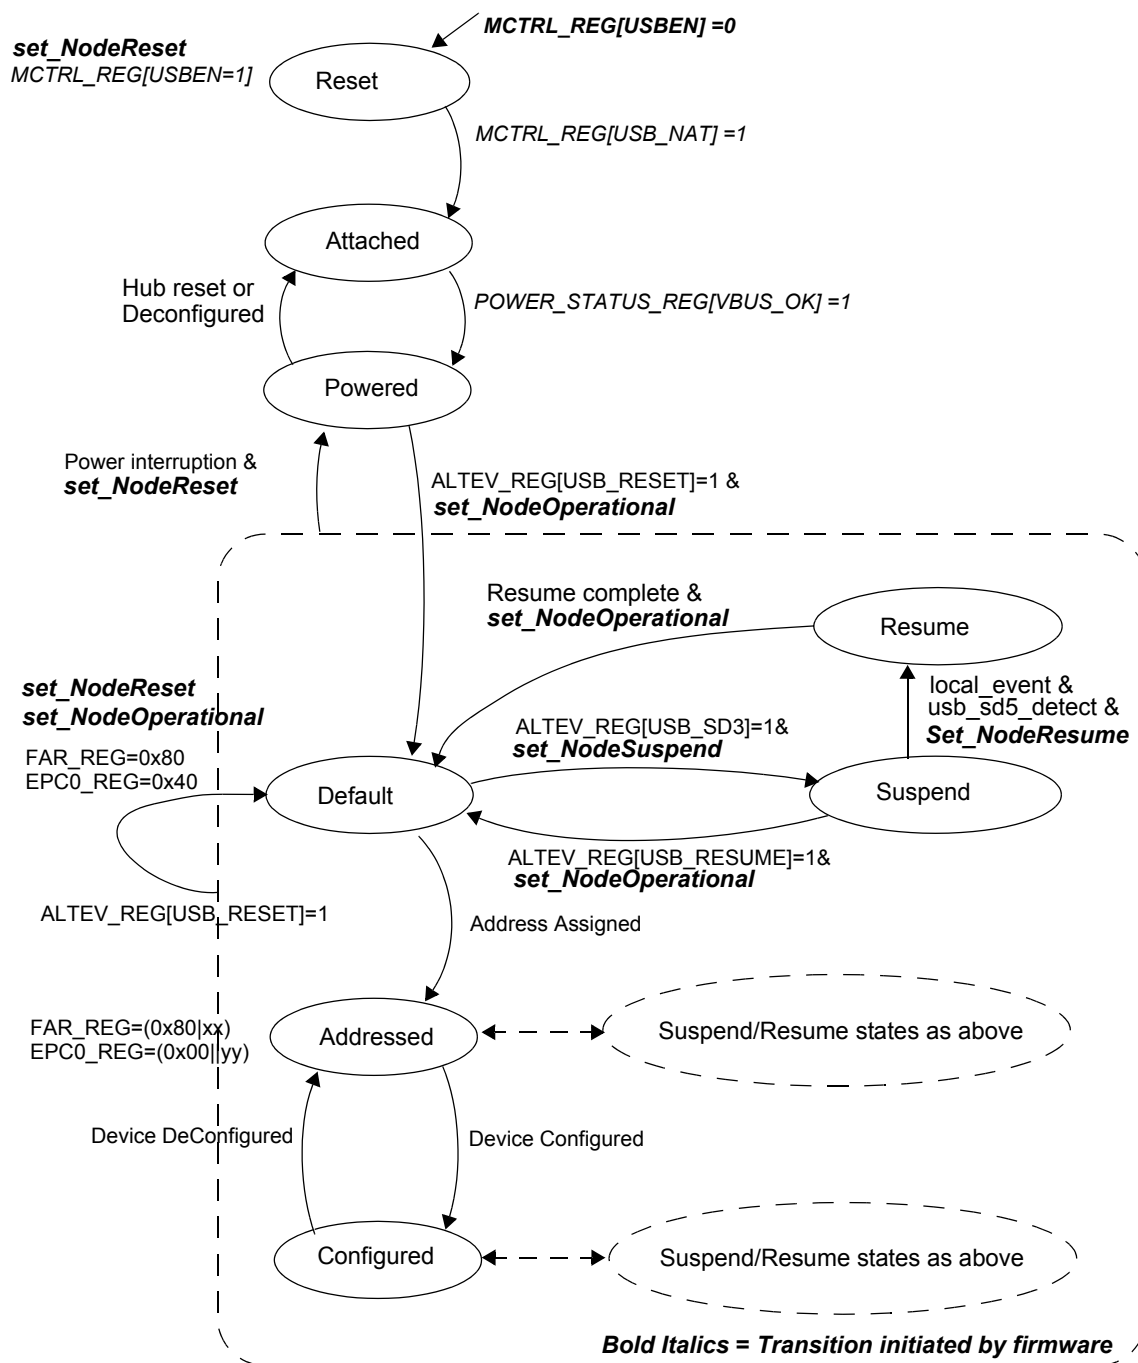 MCTRL_REG[USBEN] =0
set_NodeReset
MCTRL_REG[USBEN=1]
Reset
MCTRL_REG[USB_NAT] =1
Attached
Hub reset or
Deconfigured
POWER_STATUS_REG[VBUS_OK] =1
Powered
Power interruption &
set_NodeReset
ALTEV_REG[USB_RESET]=1 &
set_NodeOperational
Resume complete &
set_NodeOperational
Resume
local_event &
usb_sd5_detect &
Set_NodeResume
set_NodeReset
set_NodeOperational
FAR_REG=0x80
EPC0_REG=0x40
ALTEV_REG[USB_SD3]=1&
set_NodeSuspend
Default
Suspend
ALTEV_REG[USB_RESUME]=1&
set_NodeOperational
ALTEV_REG[USB_RESET]=1
Address Assigned
FAR_REG=(0x80|xx)
EPC0_REG=(0x00||yy)
Addressed
Suspend/Resume states as above
Device DeConfigured
Device Configured
Configured
Suspend/Resume states as above
Bold Italics = Transition initiated by firmware